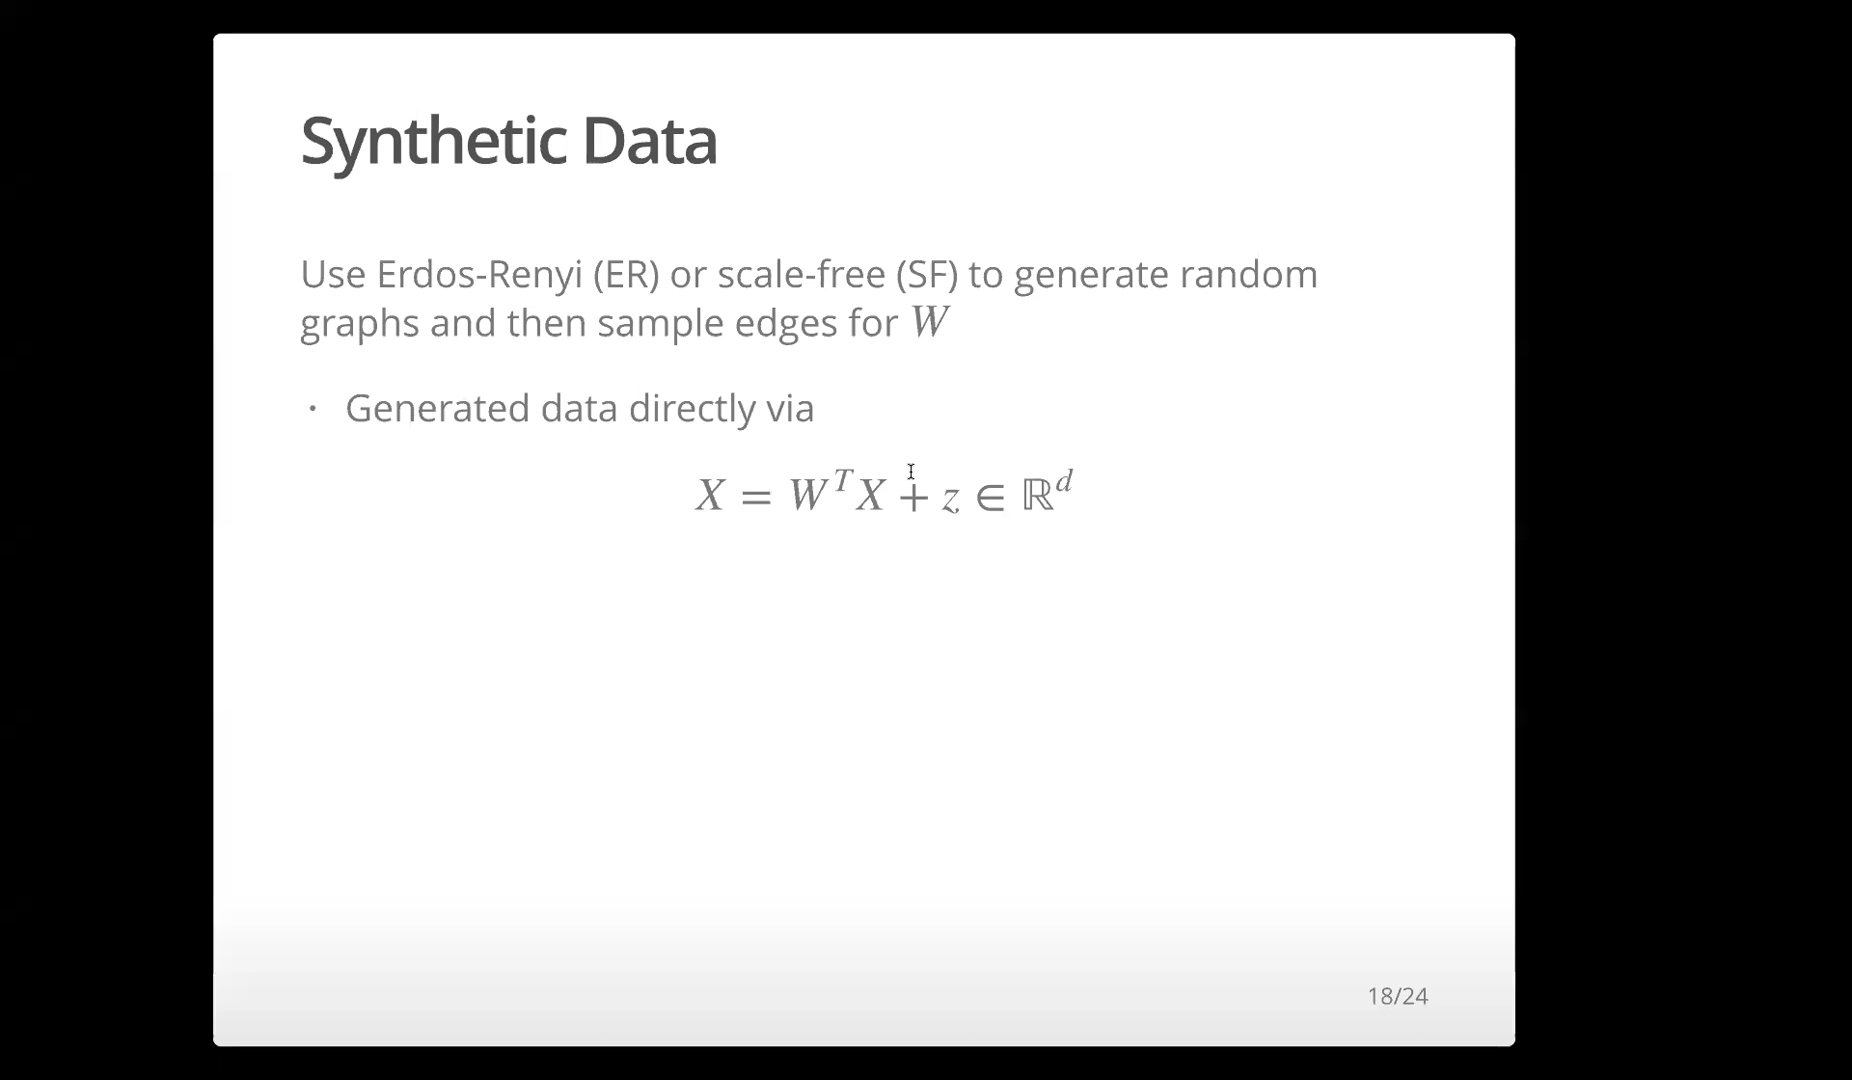 Synthetic Data
Use Erdos-Renyi (ER) or scale-free (SF) to generate random
graphs and then sample edges for W
· Generated data directly via
X = W^T X + z ∈ ℝ^d
18/24